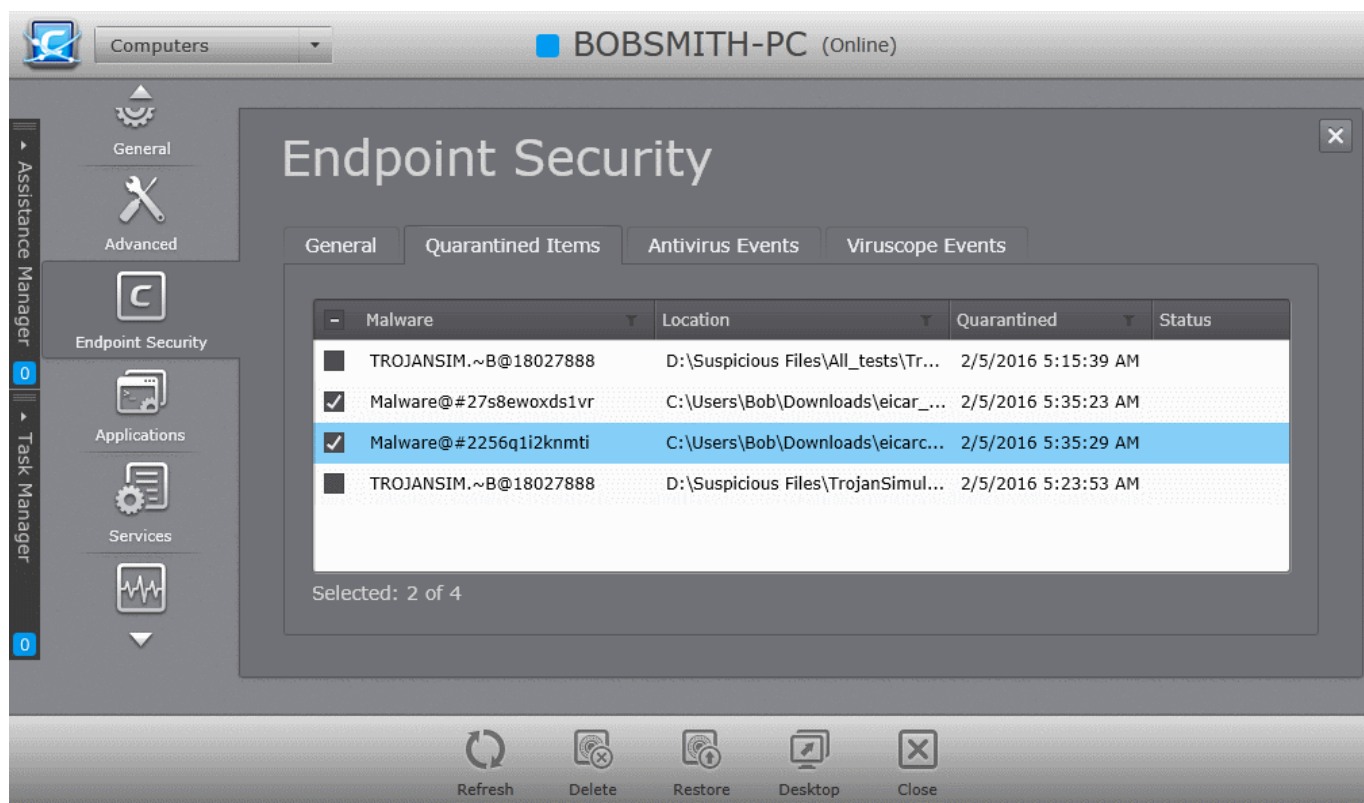 Computers
BOBSMITH-PC (Online)
General
Advanced
Endpoint Security
Applications
Services
Assistance Manager
0
Task Manager
0
Endpoint Security
General Quarantined Items Antivirus Events Viruscope Events
Malware Location Quarantined Status
TROJANSIM.~B@18027888 D:\Suspicious Files\All_tests\Tr... 2/5/2016 5:15:39 AM
Malware@#27s8ewoxds1vr C:\Users\Bob\Downloads\eicar_... 2/5/2016 5:35:23 AM
Malware@#2256q1i2knmti C:\Users\Bob\Downloads\eicarc... 2/5/2016 5:35:29 AM
TROJANSIM.~B@18027888 D:\Suspicious Files\TrojanSimul... 2/5/2016 5:23:53 AM
Selected: 2 of 4
Refresh Delete Restore Desktop Close